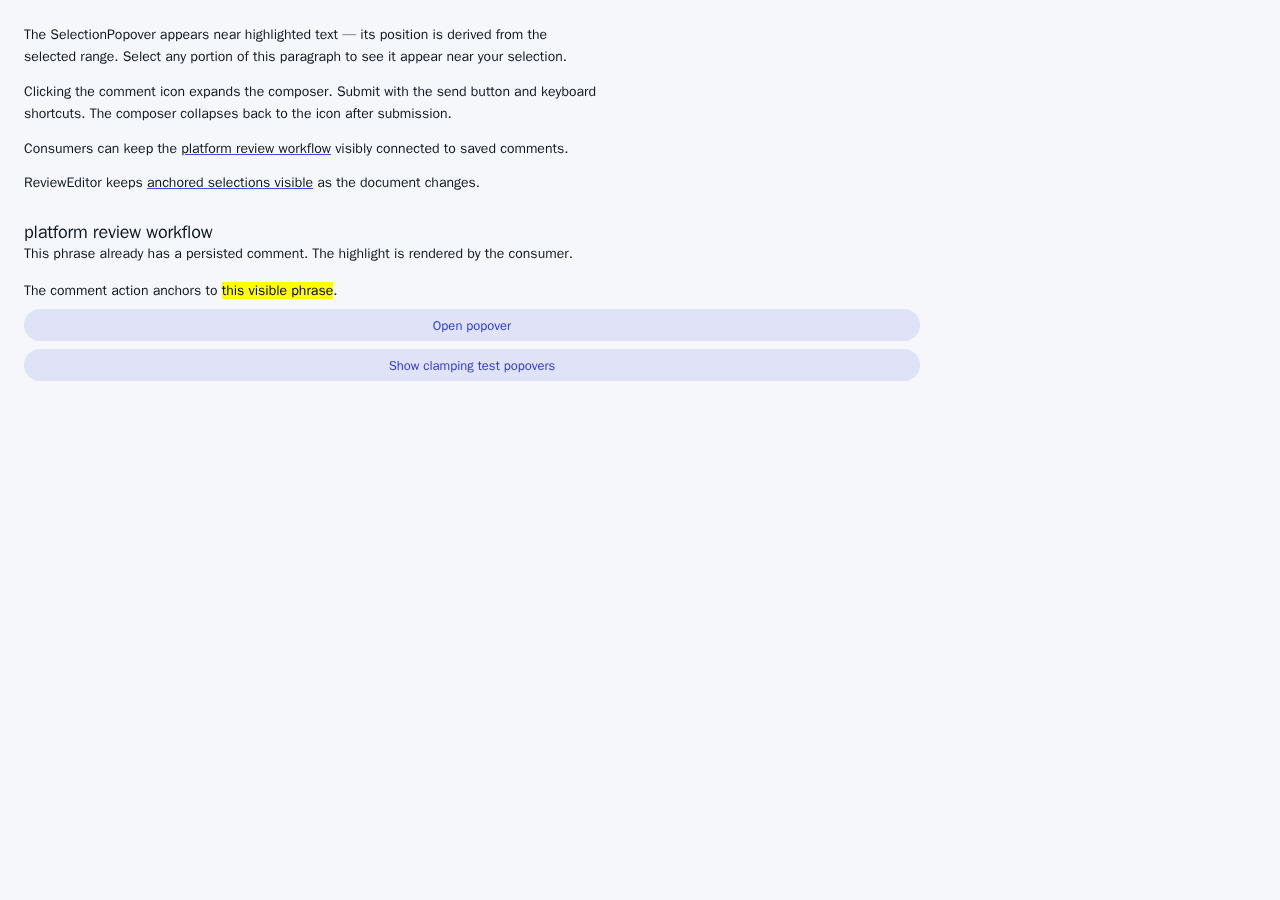 The SelectionPopover appears near highlighted text — its position is derived from the
selected range. Select any portion of this paragraph to see it appear near your selection.
Clicking the comment icon expands the composer. Submit with the send button and keyboard
shortcuts. The composer collapses back to the icon after submission.
Consumers can keep the platform review workflow visibly connected to saved comments.
ReviewEditor keeps anchored selections visible as the document changes.
platform review workflow
This phrase already has a persisted comment. The highlight is rendered by the consumer.
The comment action anchors to this visible phrase.
Open popover
Show clamping test popovers